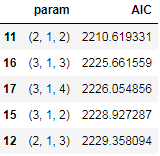 param AIC
11 (2, 1, 2) 2210.619331
16 (3, 1, 3) 2225.661559
17 (3, 1, 4) 2226.054856
15 (3, 1, 2) 2228.927287
12 (2, 1, 3) 2229.358094